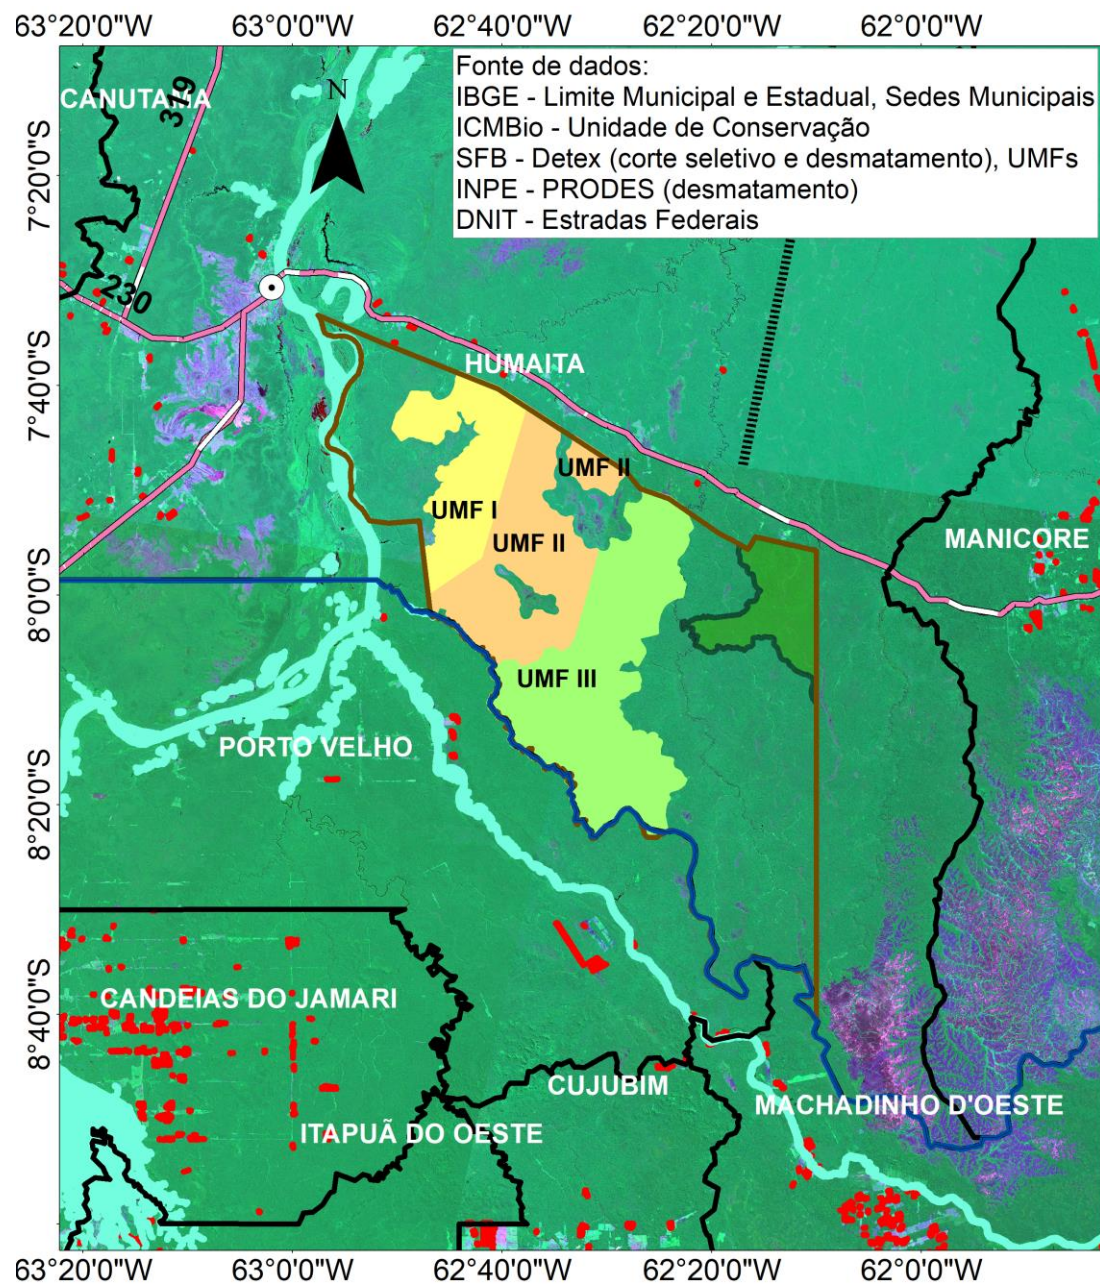 63°20'0"W 63°0'0"W 62°40'0"W 62°20'0"W 62°0'0"W
Fonte de dados:
IBGE - Limite Municipal e Estadual, Sedes Municipais
ICMBio - Unidade de Conservação
SFB - Detex (corte seletivo e desmatamento), UMFs
INPE - PRODES (desmatamento)
DNIT - Estradas Federais
N
CANUTAMA
319
7°20'0"S
230
HUMAITA
7°40'0"S
UMF II
UMF I
UMF II
MANICORE
8°0'0"S
UMF III
PORTO VELHO
8°20'0"S
CANDEIAS DO JAMARI
8°40'0"S
CUJUBIM
MACHADINHO D'OESTE
ITAPUÃ DO OESTE
63°20'0"W 63°0'0"W 62°40'0"W 62°20'0"W 62°0'0"W